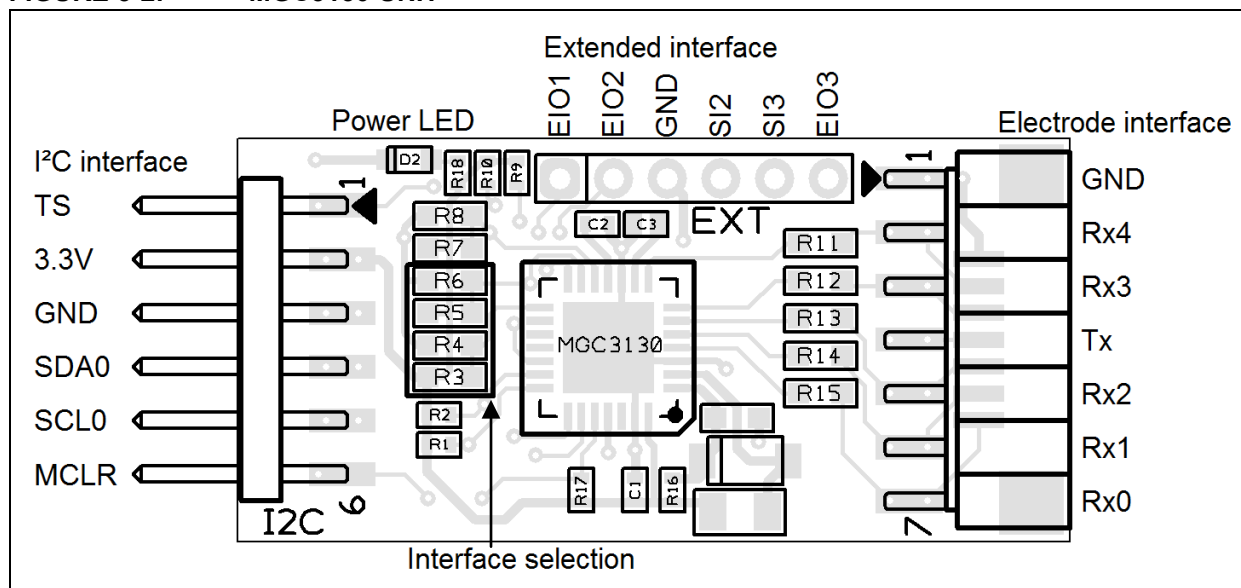 Extended interface
EIO1
EIO2
GND
SI2
SI3
EIO3
Power LED
Electrode interface
I²C interface
TS
3.3V
GND
SDA0
SCL0
MCLR
1
6
I2C
D2
R18
R10
R9
R8
R7
R6
R5
R4
R3
R2
R1
C2
C3
EXT
MGC3130
R11
R12
R13
R14
R15
R17
C1
R16
1
7
GND
Rx4
Rx3
Tx
Rx2
Rx1
Rx0
Interface selection